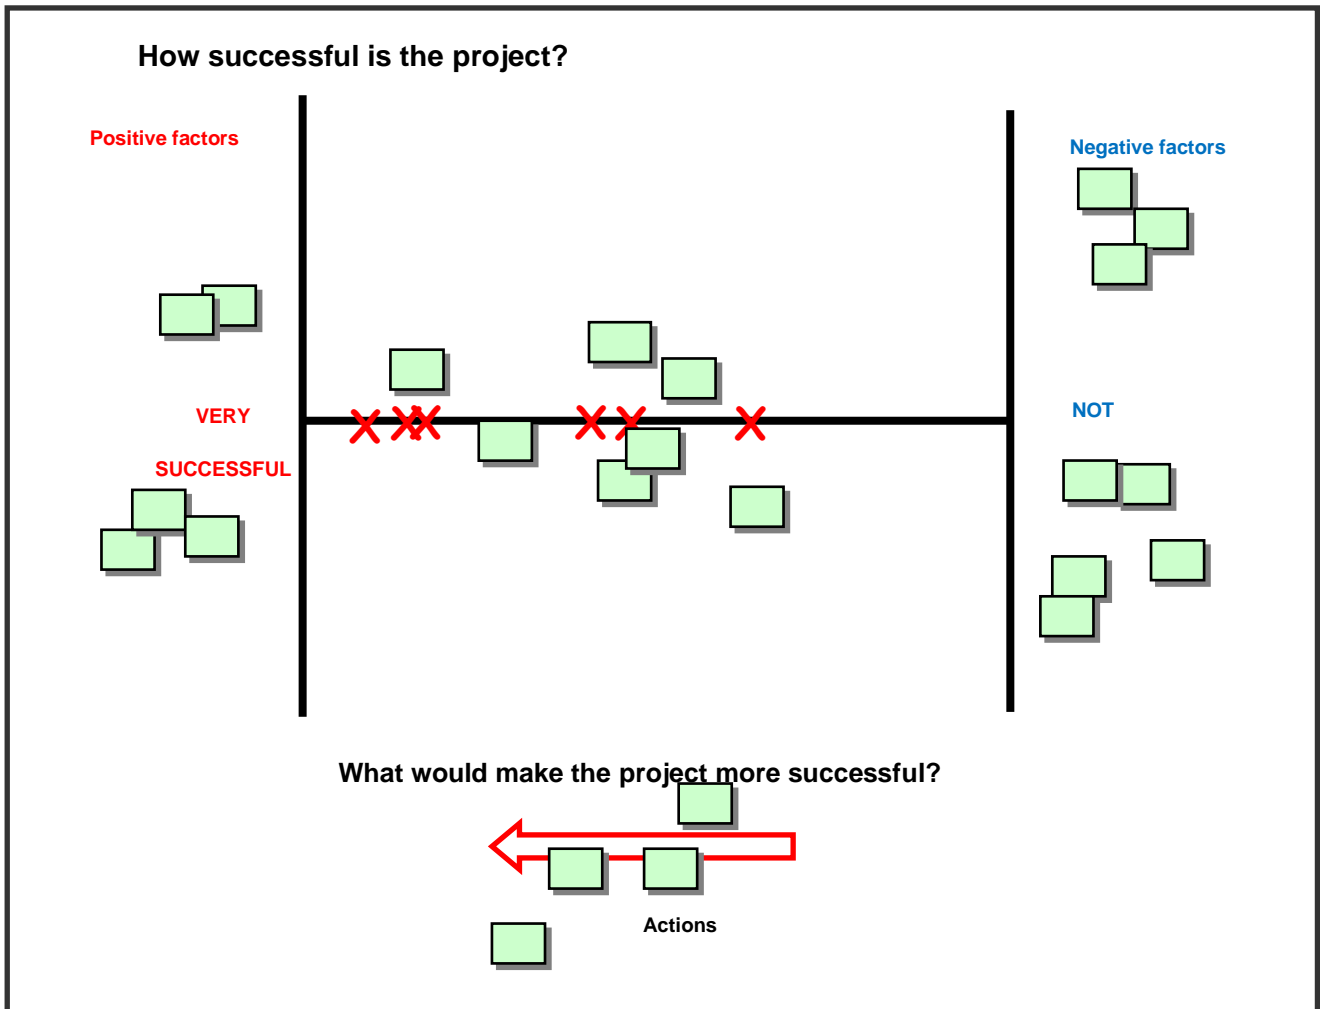 How successful is the project?
Positive factors
Negative factors
VERY
NOT
SUCCESSFUL
What would make the project more successful?
Actions